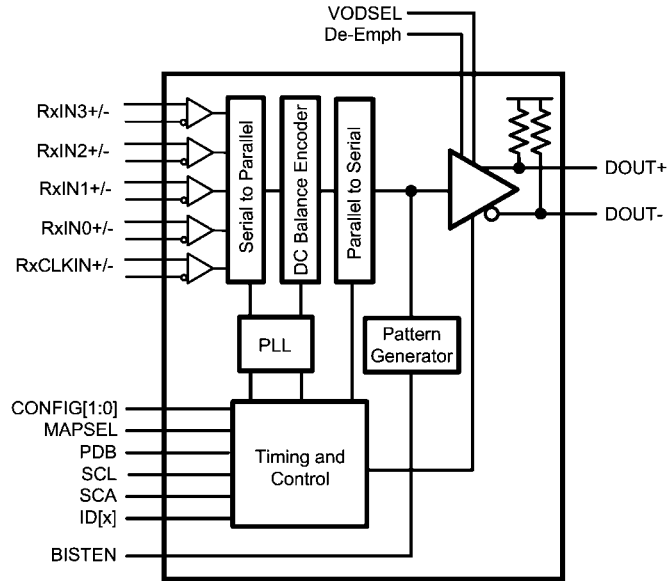 VODSEL
De-Emph
RxIN3+/-
RxIN2+/-
RxIN1+/-
RxIN0+/-
RxCLKIN+/-
Serial to Parallel
DC Balance Encoder
Parallel to Serial
DOUT+
DOUT-
PLL
Pattern
Generator
CONFIG[1:0]
MAPSEL
PDB
SCL
SCA
ID[x]
Timing and
Control
BISTEN